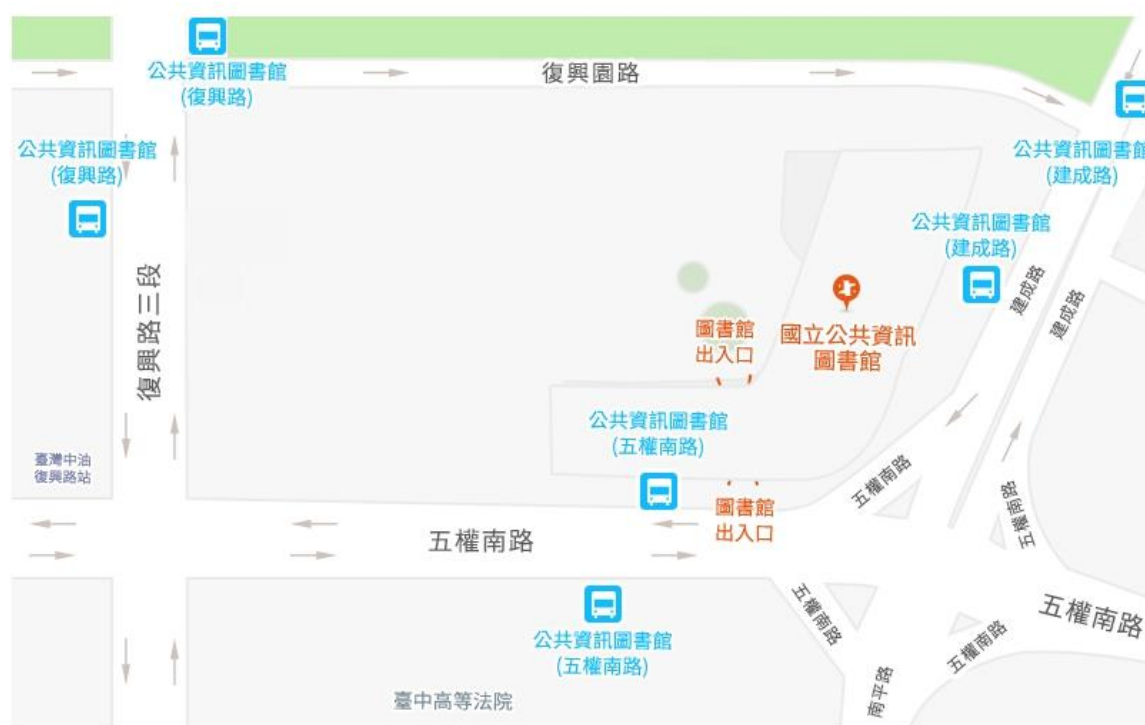 公共資訊圖書館
(復興路)
復興園路
公共資訊圖書館
(復興路)
公共資訊圖書館
(建成路)
公共資訊圖書館
(建成路)
復興路三段
建成路
建成路
圖書館
出入口
國立公共資訊
圖書館
公共資訊圖書館
(五權南路)
臺灣中油
復興路站
五權南路
圖書館
出入口
五權南路
五權南路
公共資訊圖書館
(五權南路)
五權南路
五權南路
五權南路
南平路
臺中高等法院